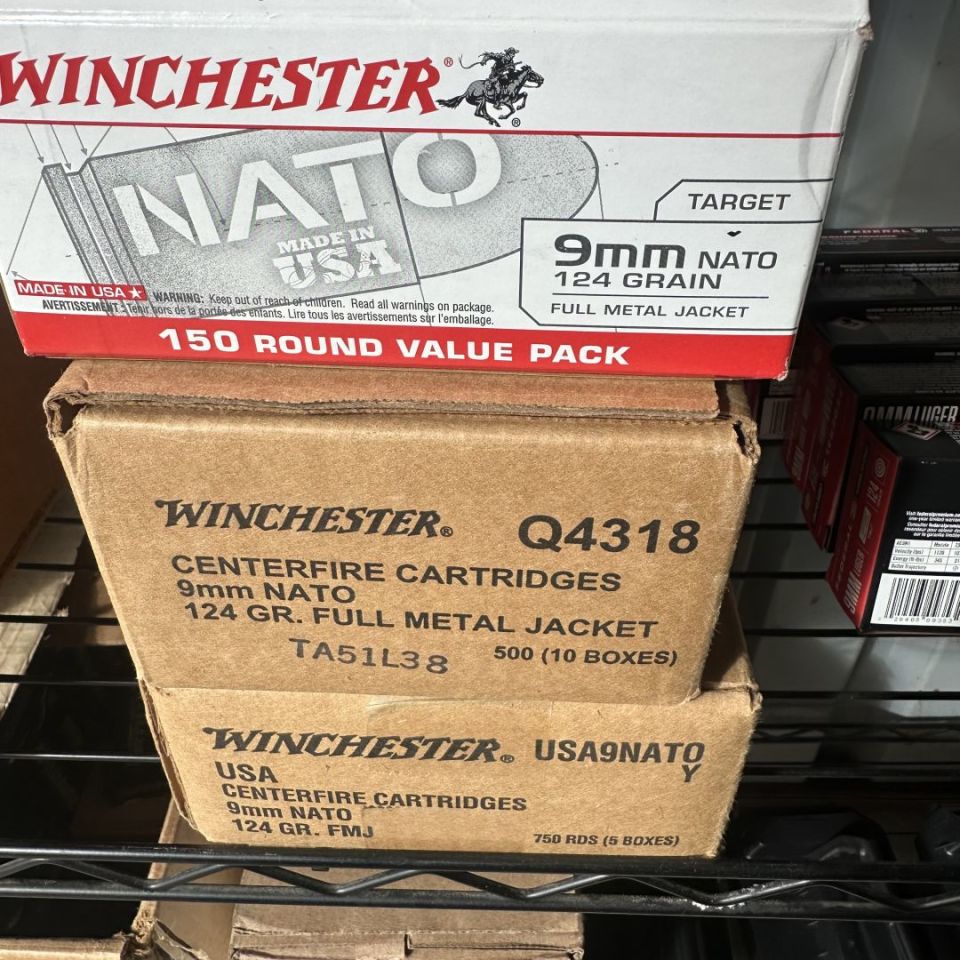 WINCHESTER®
®
NATO
MADE IN
USA
TARGET
9mm NATO
124 GRAIN
FULL METAL JACKET
MADE IN USA ★
WARNING: Keep out of reach of children. Read all warnings on package.
AVERTISSEMENT: Tenir hors de la portée des enfants. Lire tous les avertissements sur l'emballage.
150 ROUND VALUE PACK
WINCHESTER® Q4318
CENTERFIRE CARTRIDGES
9mm NATO
124 GR. FULL METAL JACKET
TA51L38 500 (10 BOXES)
WINCHESTER® USA9NATO
Y
USA
CENTERFIRE CARTRIDGES
9mm NATO
124 GR. FMJ
750 RDS (5 BOXES)
FEDERAL
9MM LUGER
124
9MM LUGER